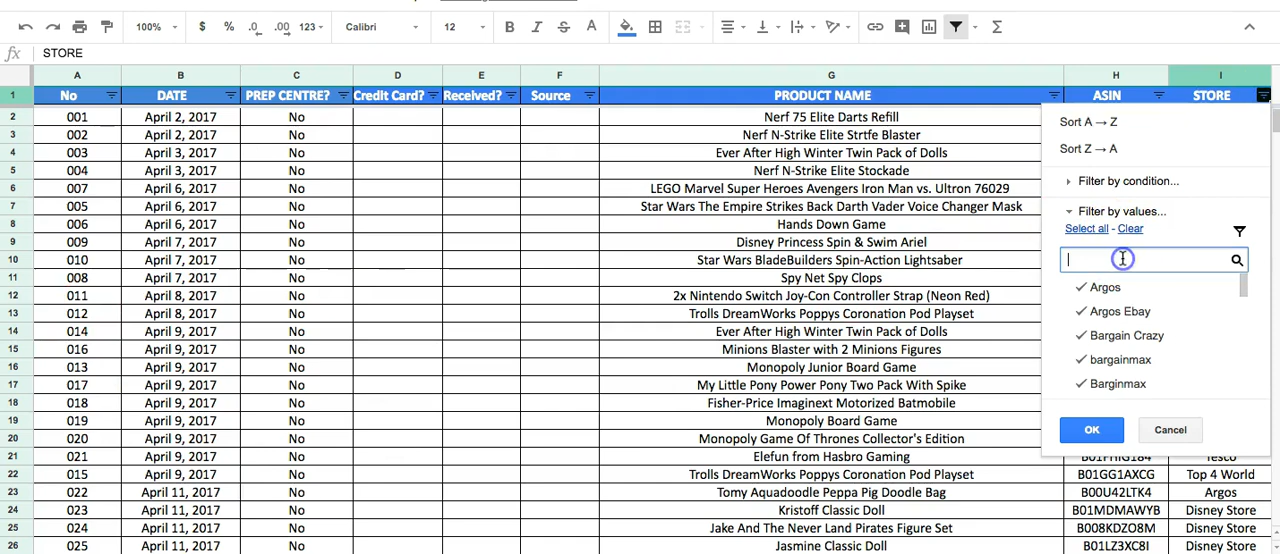 100% $ % .0 .00 123 Calibri 12 B I S A Σ
fx STORE
A B C D E F G H I
1 No DATE PREP CENTRE? Credit Card? Received? Source PRODUCT NAME ASIN STORE
2 001 April 2, 2017 No Nerf 75 Elite Darts Refill
3 002 April 2, 2017 No Nerf N-Strike Elite Strtfe Blaster
4 003 April 3, 2017 No Ever After High Winter Twin Pack of Dolls
5 004 April 3, 2017 No Nerf N-Strike Elite Stockade
6 007 April 6, 2017 No LEGO Marvel Super Heroes Avengers Iron Man vs. Ultron 76029
7 005 April 6, 2017 No Star Wars The Empire Strikes Back Darth Vader Voice Changer Mask
8 006 April 7, 2017 No Hands Down Game
9 009 April 7, 2017 No Disney Princess Spin & Swim Ariel
10 010 April 7, 2017 No Star Wars BladeBuilders Spin-Action Lightsaber
11 008 April 7, 2017 No Spy Net Spy Clops
12 011 April 8, 2017 No 2x Nintendo Switch Joy-Con Controller Strap (Neon Red)
13 012 April 8, 2017 No Trolls DreamWorks Poppys Coronation Pod Playset
14 014 April 9, 2017 No Ever After High Winter Twin Pack of Dolls
15 016 April 9, 2017 No Minions Blaster with 2 Minions Figures
16 013 April 9, 2017 No Monopoly Junior Board Game
17 017 April 9, 2017 No My Little Pony Power Pony Two Pack With Spike
18 018 April 9, 2017 No Fisher-Price Imaginext Motorized Batmobile
19 019 April 9, 2017 No Monopoly Board Game
20 020 April 9, 2017 No Monopoly Game Of Thrones Collector's Edition
21 021 April 9, 2017 No Elefun from Hasbro Gaming B01FHIG184 Tesco
22 015 April 9, 2017 No Trolls DreamWorks Poppys Coronation Pod Playset B01GG1AXCG Top 4 World
23 022 April 11, 2017 No Tomy Aquadoodle Peppa Pig Doodle Bag B00U42LTK4 Argos
24 023 April 11, 2017 No Kristoff Classic Doll B01MDMAWYB Disney Store
25 024 April 11, 2017 No Jake And The Never Land Pirates Figure Set B008KDZO8M Disney Store
26 025 April 11, 2017 No Jasmine Classic Doll B01LZ3XC8I Disney Store
Sort A → Z
Sort Z → A
Filter by condition...
Filter by values...
Select all - Clear
Argos
Argos Ebay
Bargain Crazy
bargainmax
Barginmax
OK Cancel